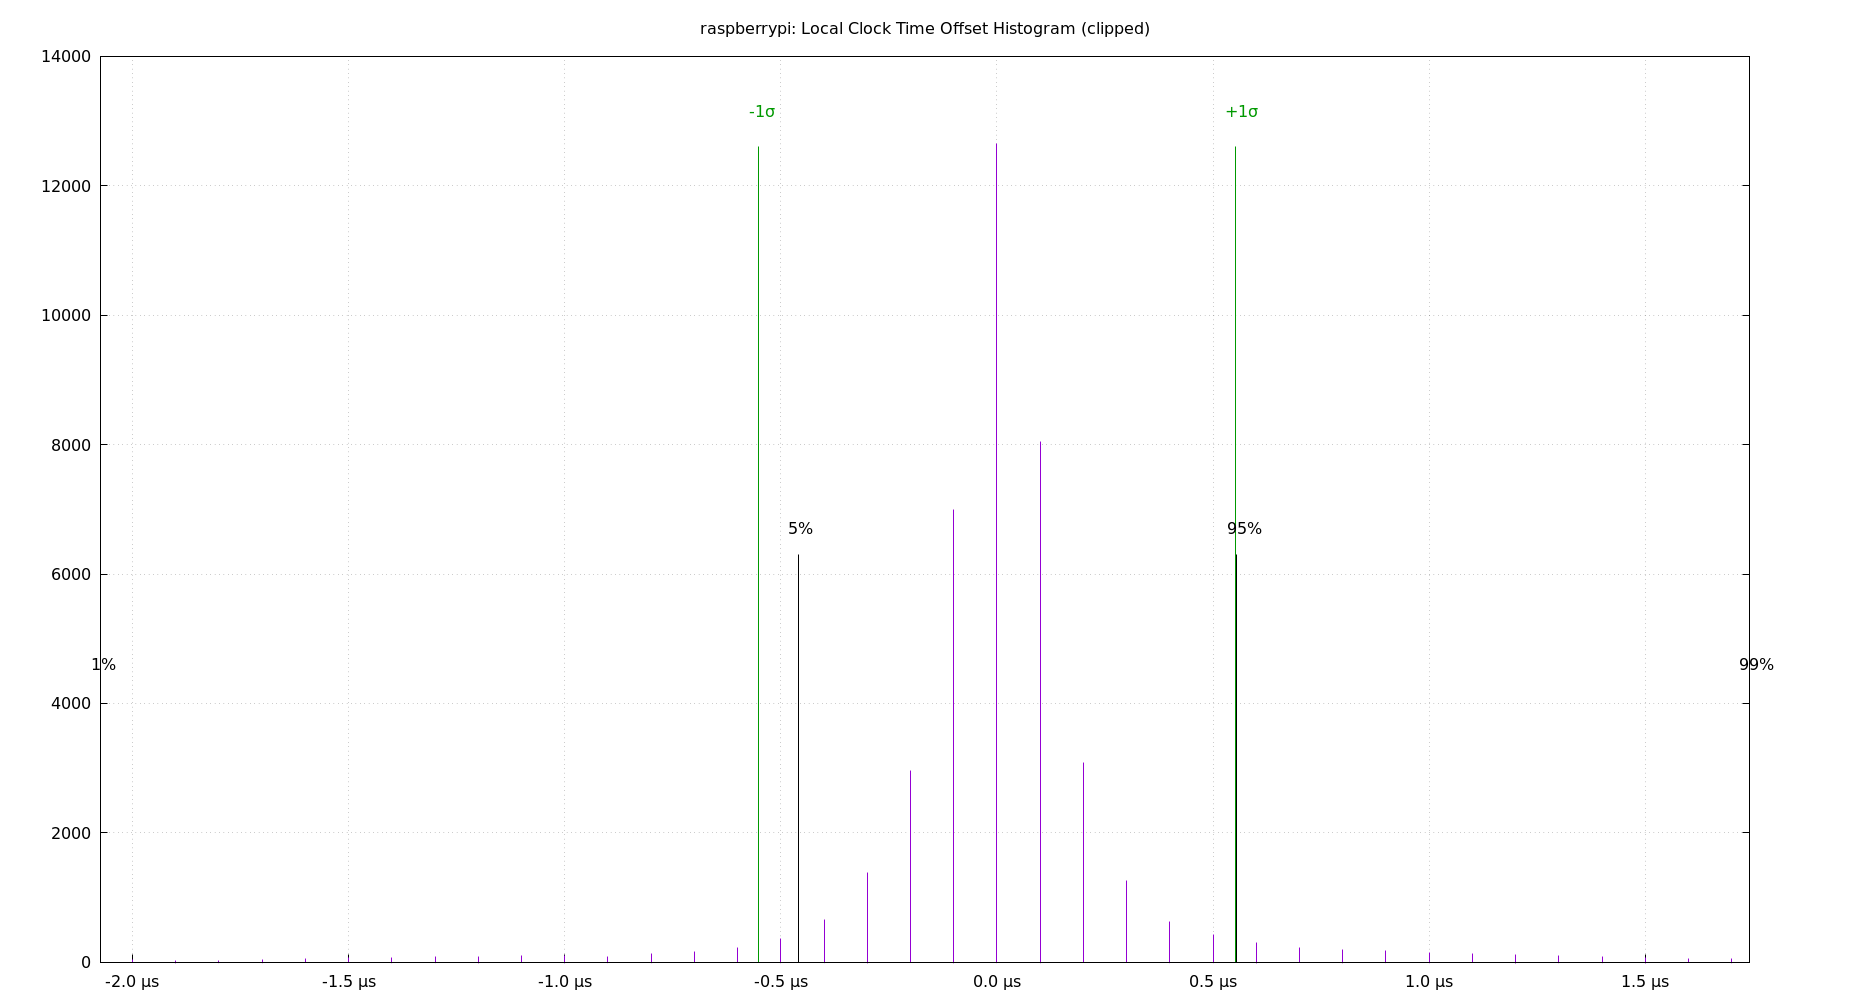 raspberrypi: Local Clock Time Offset Histogram (clipped)
14000
-1σ
+1σ
12000
10000
8000
5%
95%
6000
1%
99%
4000
2000
0
-2.0 µs
-1.5 µs
-1.0 µs
-0.5 µs
0.0 µs
0.5 µs
1.0 µs
1.5 µs